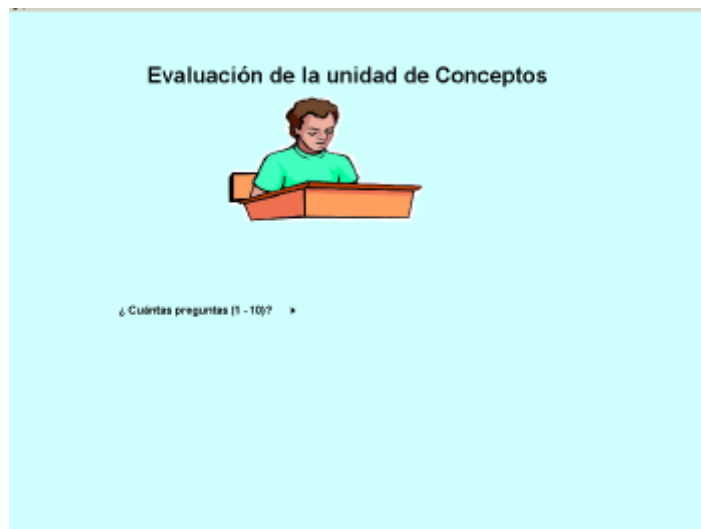 Evaluación de la unidad de Conceptos
¿ Cuántas preguntas (1 - 10)?